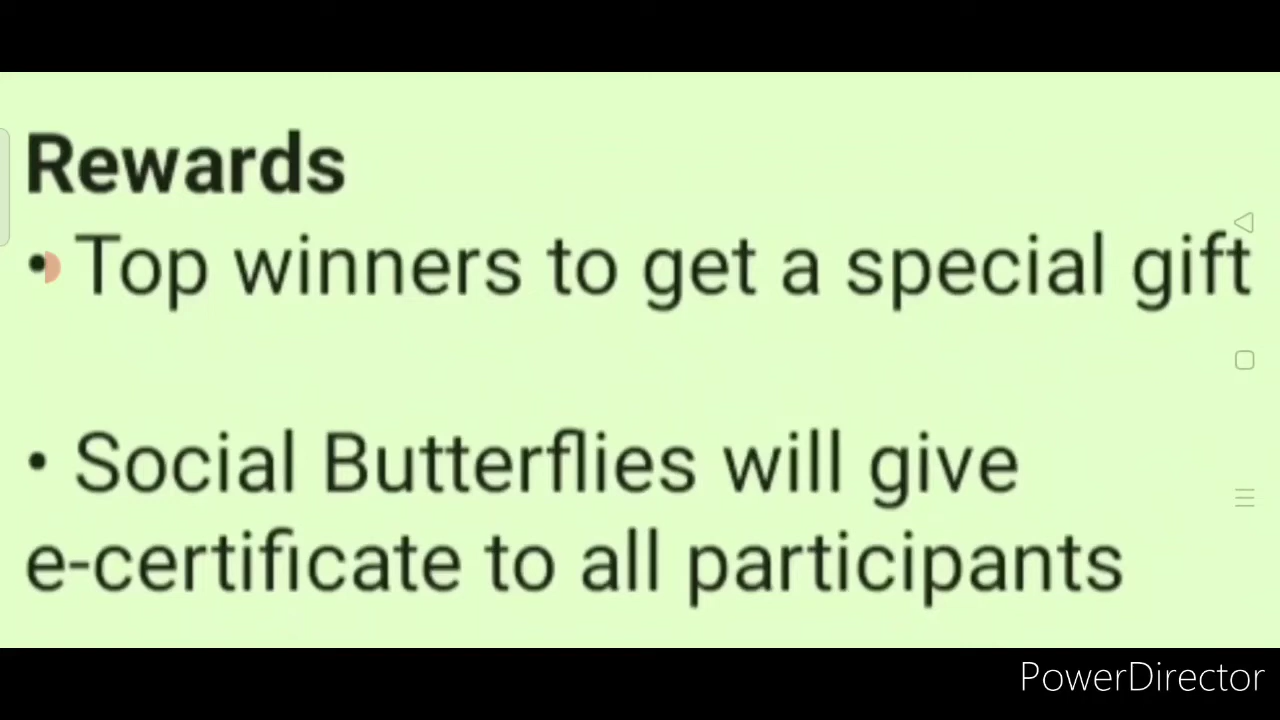 Rewards
• Top winners to get a special gift
• Social Butterflies will give
e-certificate to all participants
PowerDirector